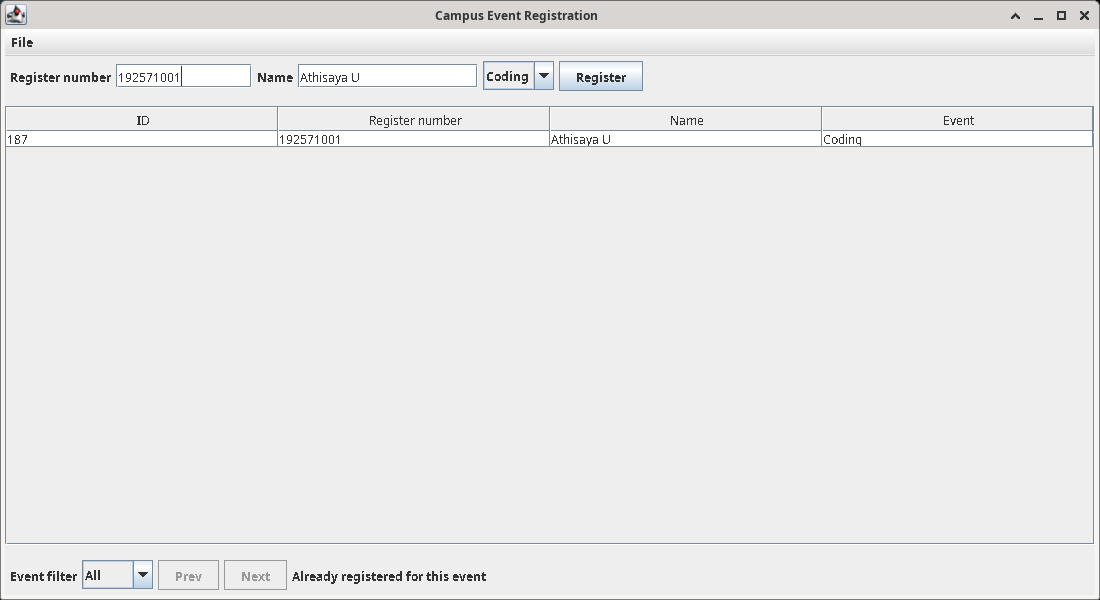 Campus Event Registration
File
Register number 192571001 Name Athisaya U Coding Register
ID Register number Name Event
187 192571001 Athisaya U Coding
Event filter All Prev Next Already registered for this event